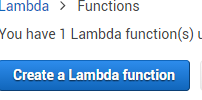 Lambda > Functions
You have 1 Lambda function(s) u
Create a Lambda function